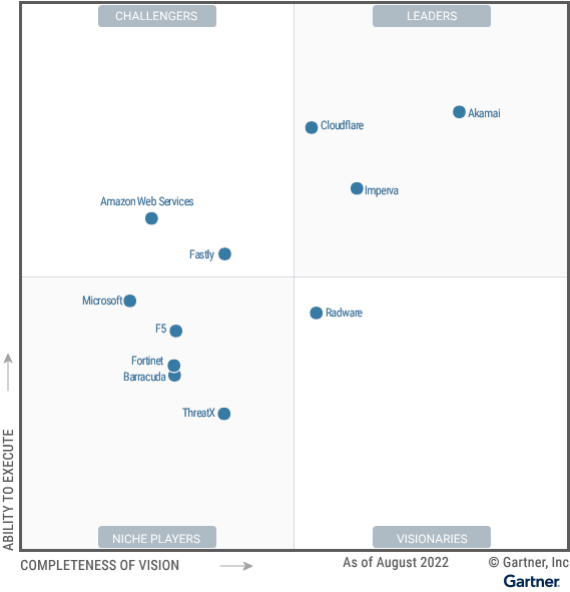 CHALLENGERS
LEADERS
Akamai
Cloudflare
Imperva
Amazon Web Services
Fastly
Microsoft
F5
Radware
Fortinet
Barracuda
ThreatX
ABILITY TO EXECUTE
NICHE PLAYERS
VISIONARIES
COMPLETENESS OF VISION
As of August 2022
© Gartner, Inc
Gartner